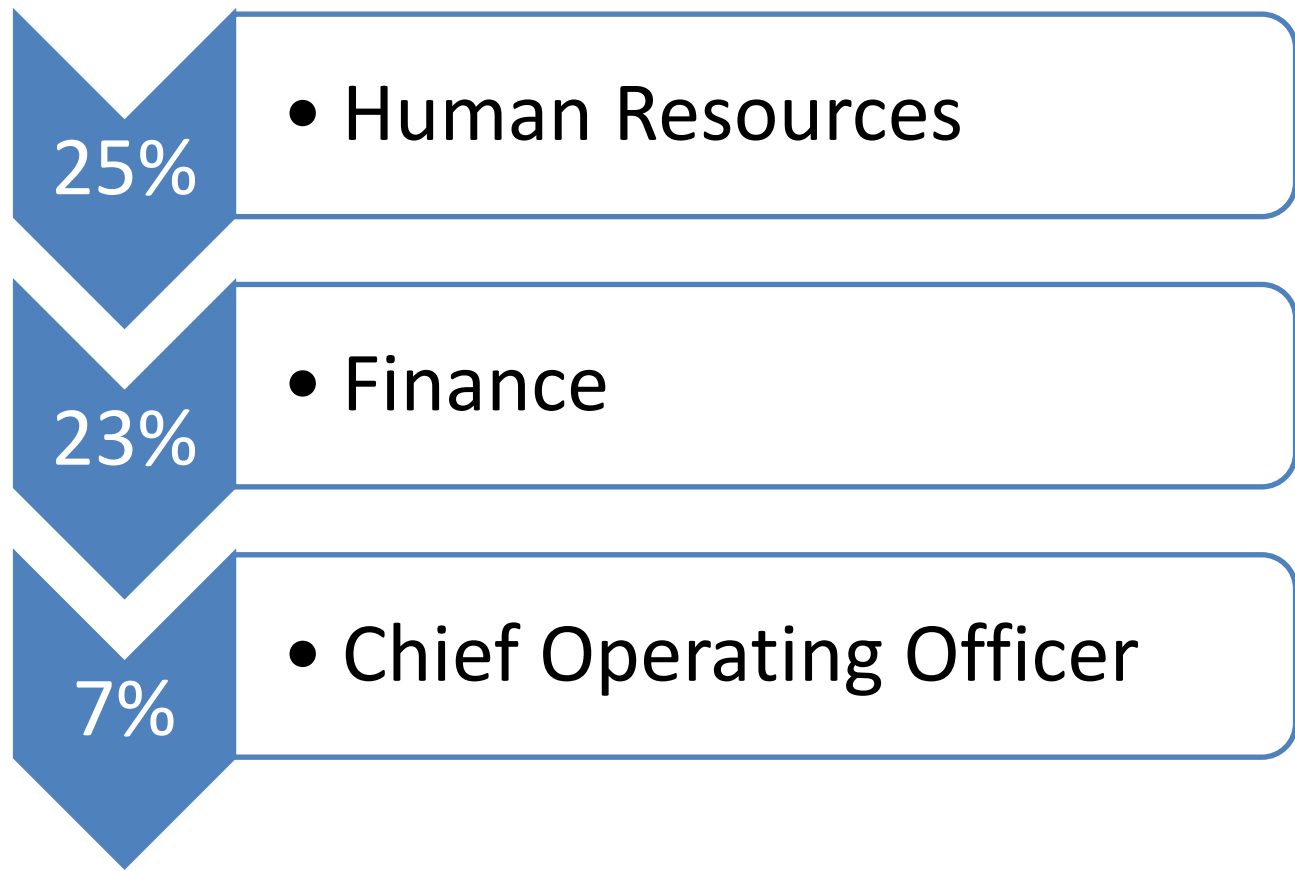 25%
• Human Resources
23%
• Finance
7%
• Chief Operating Officer